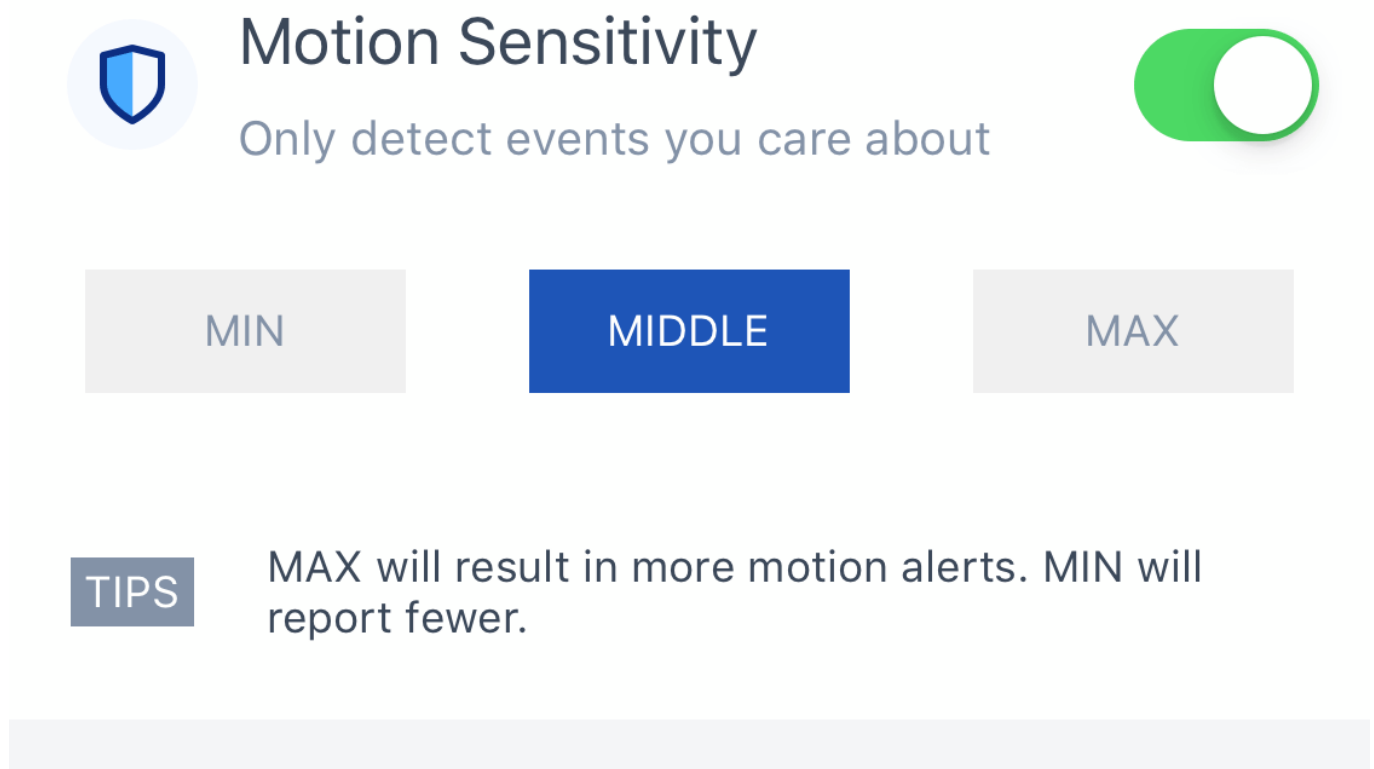 Motion Sensitivity
Only detect events you care about
MIN
MIDDLE
MAX
TIPS
MAX will result in more motion alerts. MIN will
report fewer.